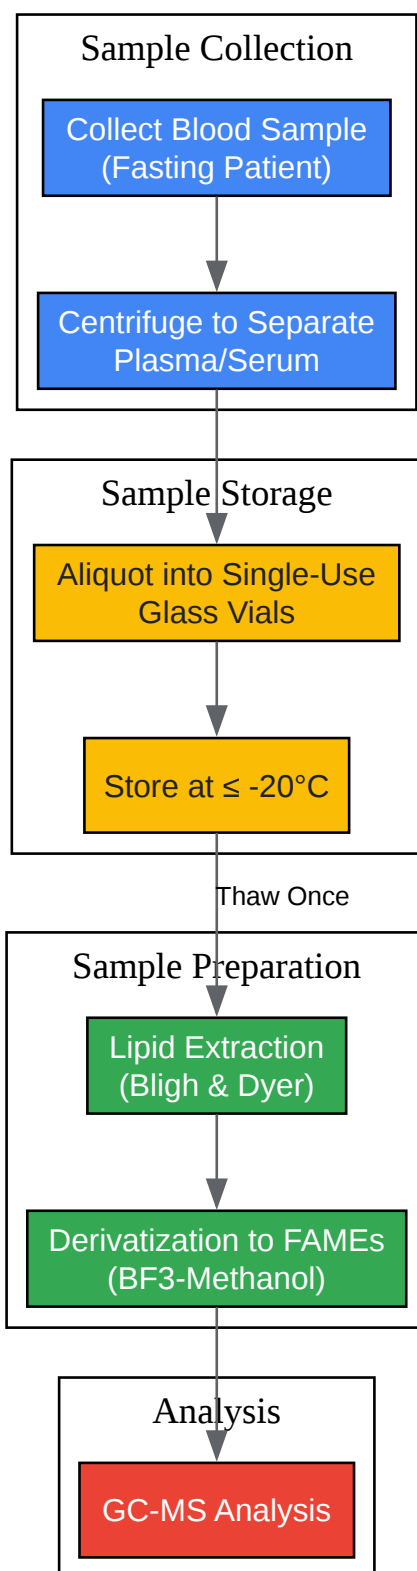 Sample Collection
Collect Blood Sample
(Fasting Patient)
Centrifuge to Separate
Plasma/Serum
Sample Storage
Aliquot into Single-Use
Glass Vials
Store at ≤ -20°C
Thaw Once
Sample Preparation
Lipid Extraction
(Bligh & Dyer)
Derivatization to FAMEs
(BF3-Methanol)
Analysis
GC-MS Analysis